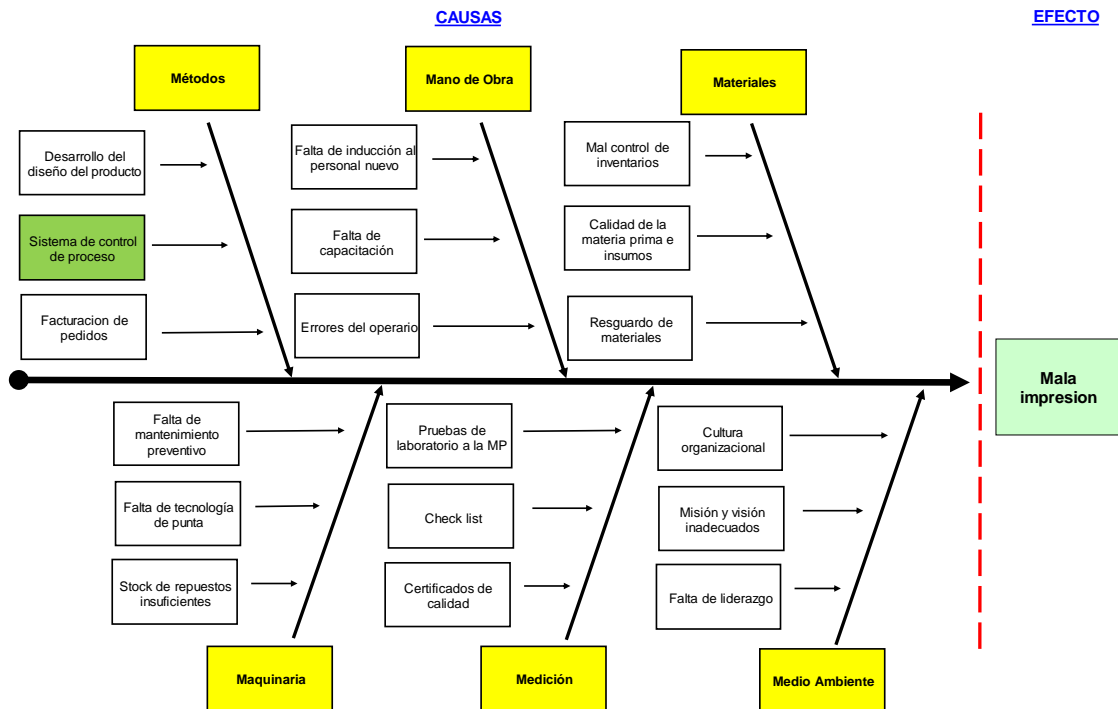 CAUSAS
EFECTO
Métodos
Mano de Obra
Materiales
Desarrollo del
diseño del producto
Sistema de control
de proceso
Facturacion de
pedidos
Falta de inducción al
personal nuevo
Falta de
capacitación
Errores del operario
Mal control de
inventarios
Calidad de la
materia prima e
insumos
Resguardo de
materiales
Mala
impresion
Falta de
mantenimiento
preventivo
Falta de tecnología
de punta
Stock de repuestos
insuficientes
Pruebas de
laboratorio a la MP
Check list
Certificados de
calidad
Cultura
organizacional
Misión y visión
inadecuados
Falta de liderazgo
Maquinaria
Medición
Medio Ambiente